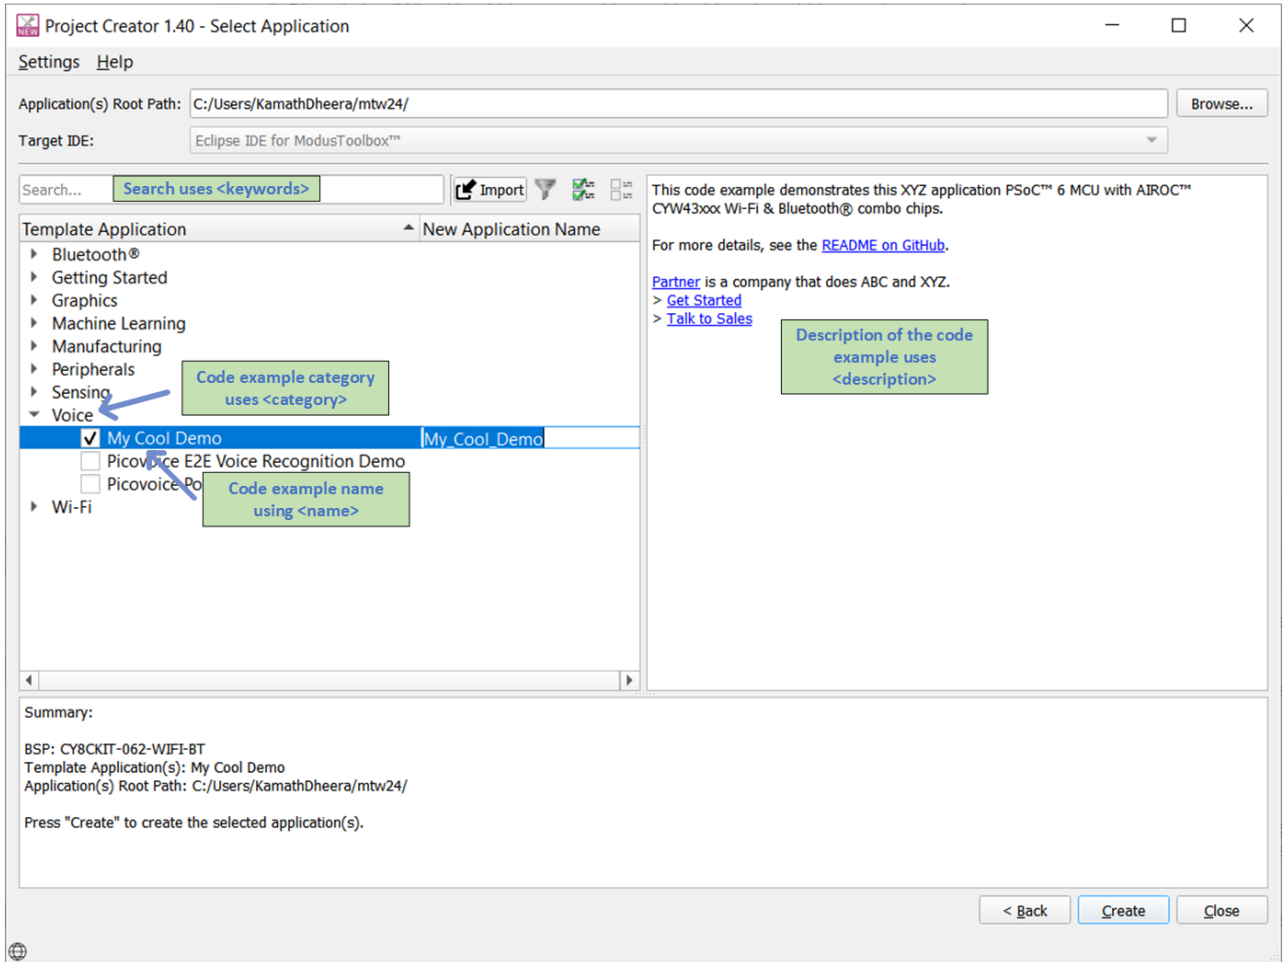 NEW
Project Creator 1.40 - Select Application
Settings Help
Application(s) Root Path: C:/Users/KamathDheera/mtw24/ Browse...
Target IDE: Eclipse IDE for ModusToolbox™
Search... Search uses <keywords> Import
Template Application New Application Name
Bluetooth®
Getting Started
Graphics
Machine Learning
Manufacturing
Peripherals
Sensing
Voice
My Cool Demo My_Cool_Demo
Picovoice E2E Voice Recognition Demo
Picovoice Po
Wi-Fi
Code example category
uses <category>
Code example name
using <name>
This code example demonstrates this XYZ application PSoC™ 6 MCU with AIROC™
CYW43xxx Wi-Fi & Bluetooth® combo chips.
For more details, see the README on GitHub.
Partner is a company that does ABC and XYZ.
> Get Started
> Talk to Sales
Description of the code
example uses
<description>
Summary:
BSP: CY8CKIT-062-WIFI-BT
Template Application(s): My Cool Demo
Application(s) Root Path: C:/Users/KamathDheera/mtw24/
Press "Create" to create the selected application(s).
< Back Create Close